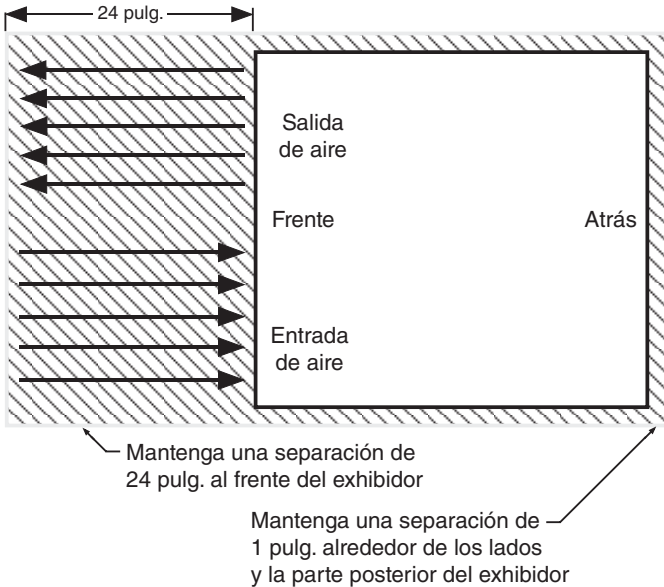 24 pulg.
Salida
de aire
Frente
Atrás
Entrada
de aire
Mantenga una separación de
24 pulg. al frente del exhibidor
Mantenga una separación de
1 pulg. alrededor de los lados
y la parte posterior del exhibidor